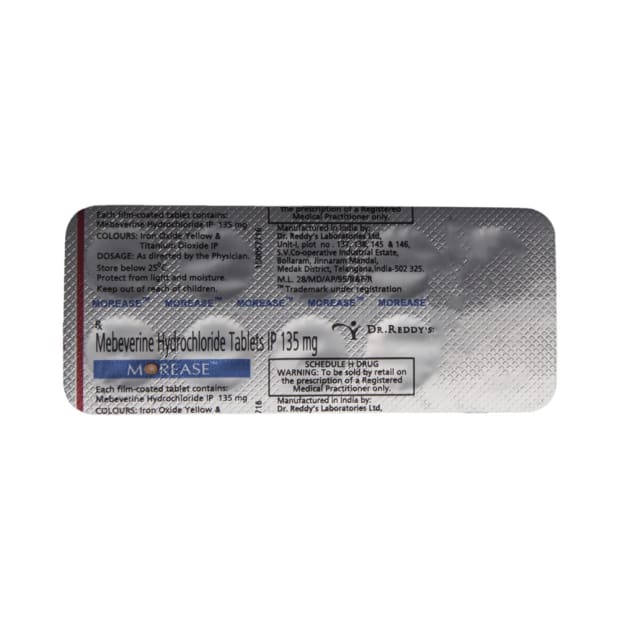 the prescription of a Registered
Medical Practitioner only.
Each film-coated tablet contains:
Mebeverine Hydrochloride IP 135 mg
COLOURS: Iron Oxide Yellow &
Titanium Dioxide IP
DOSAGE: As directed by the Physician.
Store below 25°C.
Protect from light and moisture.
Keep out of reach of children.
Manufactured in India by:
Dr. Reddy's Laboratories Ltd,
Unit-I, plot no. 137, 138, 145 & 146,
S.V.Co-operative Industrial Estate,
Bollaram, Jinnaram Mandal,
Medak District, Telangana,India-502 325.
M.L. 28/MD/AP/95/B&F/R
™Trademark under registration
MOREASE™ MOREASE™ MOREASE™ MOREASE™ MOREASE
Rx
Mebeverine Hydrochloride Tablets IP 135 mg
MOREASE™
DR.REDDY'S
SCHEDULE H DRUG
WARNING: To be sold by retail on
the prescription of a Registered
Medical Practitioner only.
Each film-coated tablet contains:
Mebeverine Hydrochloride IP 135 mg
COLOURS: Iron Oxide Yellow &
Manufactured in India by:
Dr. Reddy's Laboratories Ltd,